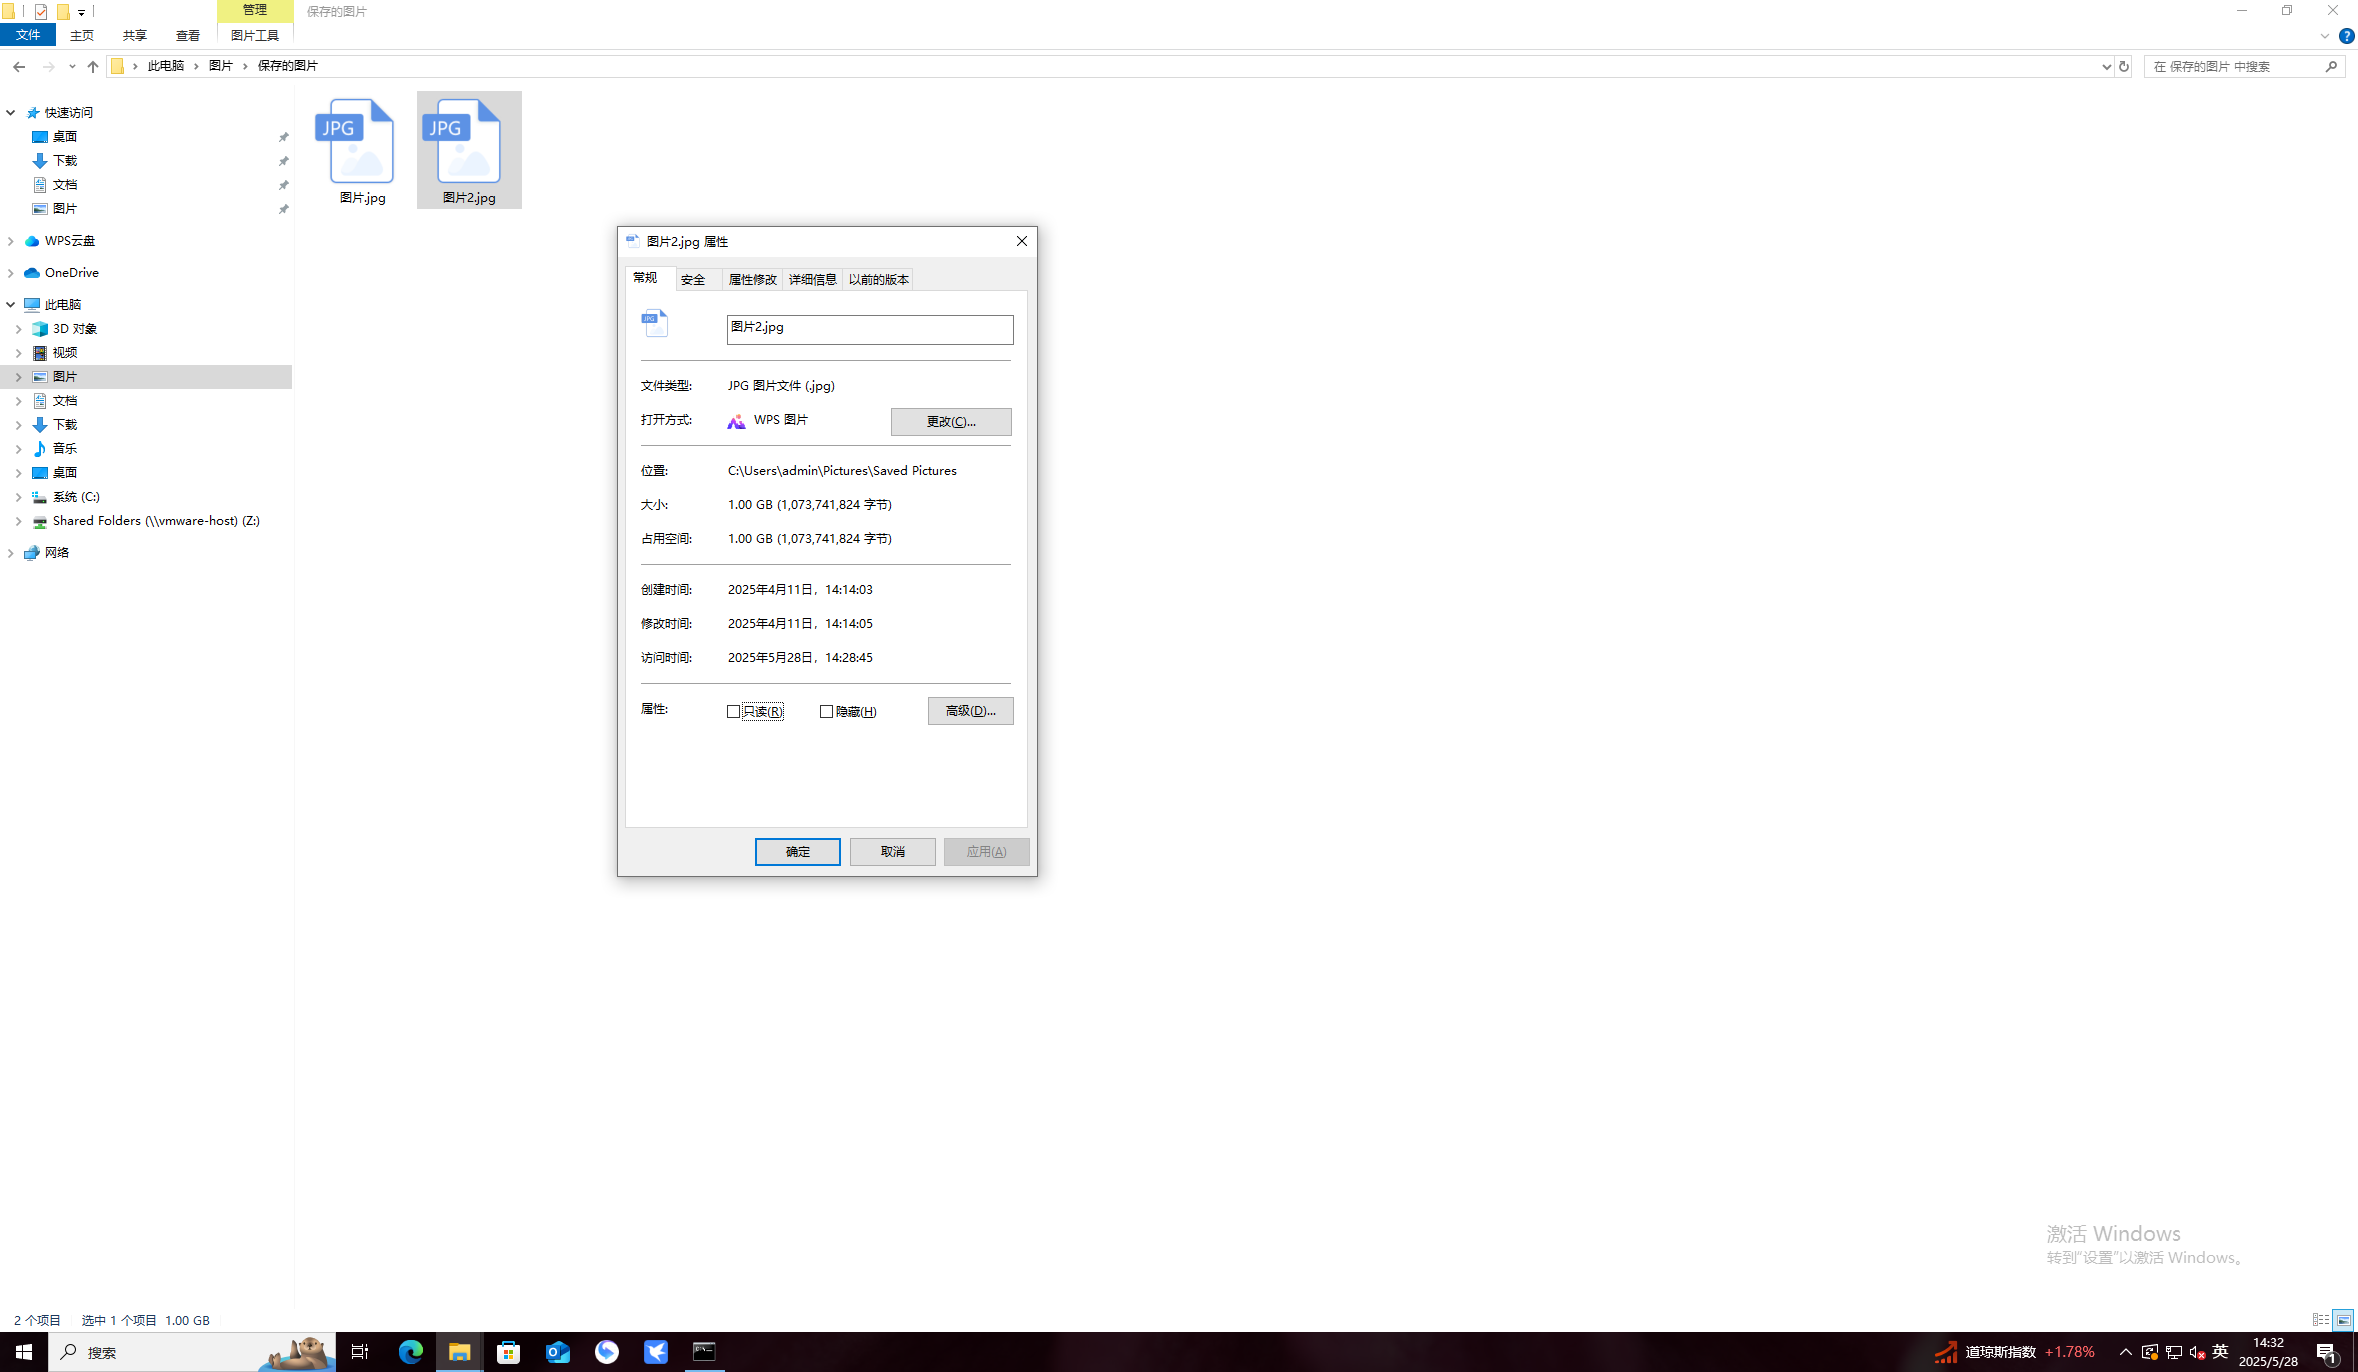 管理
保存的图片
文件
主页
共享
查看
图片工具
此电脑 › 图片 › 保存的图片
在 保存的图片 中搜索
快速访问
桌面
下载
文档
图片
WPS云盘
OneDrive
此电脑
3D 对象
视频
图片
文档
下载
音乐
桌面
系统 (C:)
Shared Folders (\\vmware-host) (Z:)
网络
JPG
图片.jpg
JPG
图片2.jpg
图片2.jpg 属性
常规 安全 属性修改 详细信息 以前的版本
JPG
图片2.jpg
文件类型: JPG 图片文件 (.jpg)
打开方式: WPS 图片 更改(C)...
位置: C:\Users\admin\Pictures\Saved Pictures
大小: 1.00 GB (1,073,741,824 字节)
占用空间: 1.00 GB (1,073,741,824 字节)
创建时间: 2025年4月11日，14:14:03
修改时间: 2025年4月11日，14:14:05
访问时间: 2025年5月28日，14:28:45
属性: 只读(R) 隐藏(H) 高级(D)...
确定 取消 应用(A)
激活 Windows
转到"设置"以激活 Windows。
2 个项目 选中 1 个项目 1.00 GB
搜索
道琼斯指数 +1.78%
英
14:32
2025/5/28
1